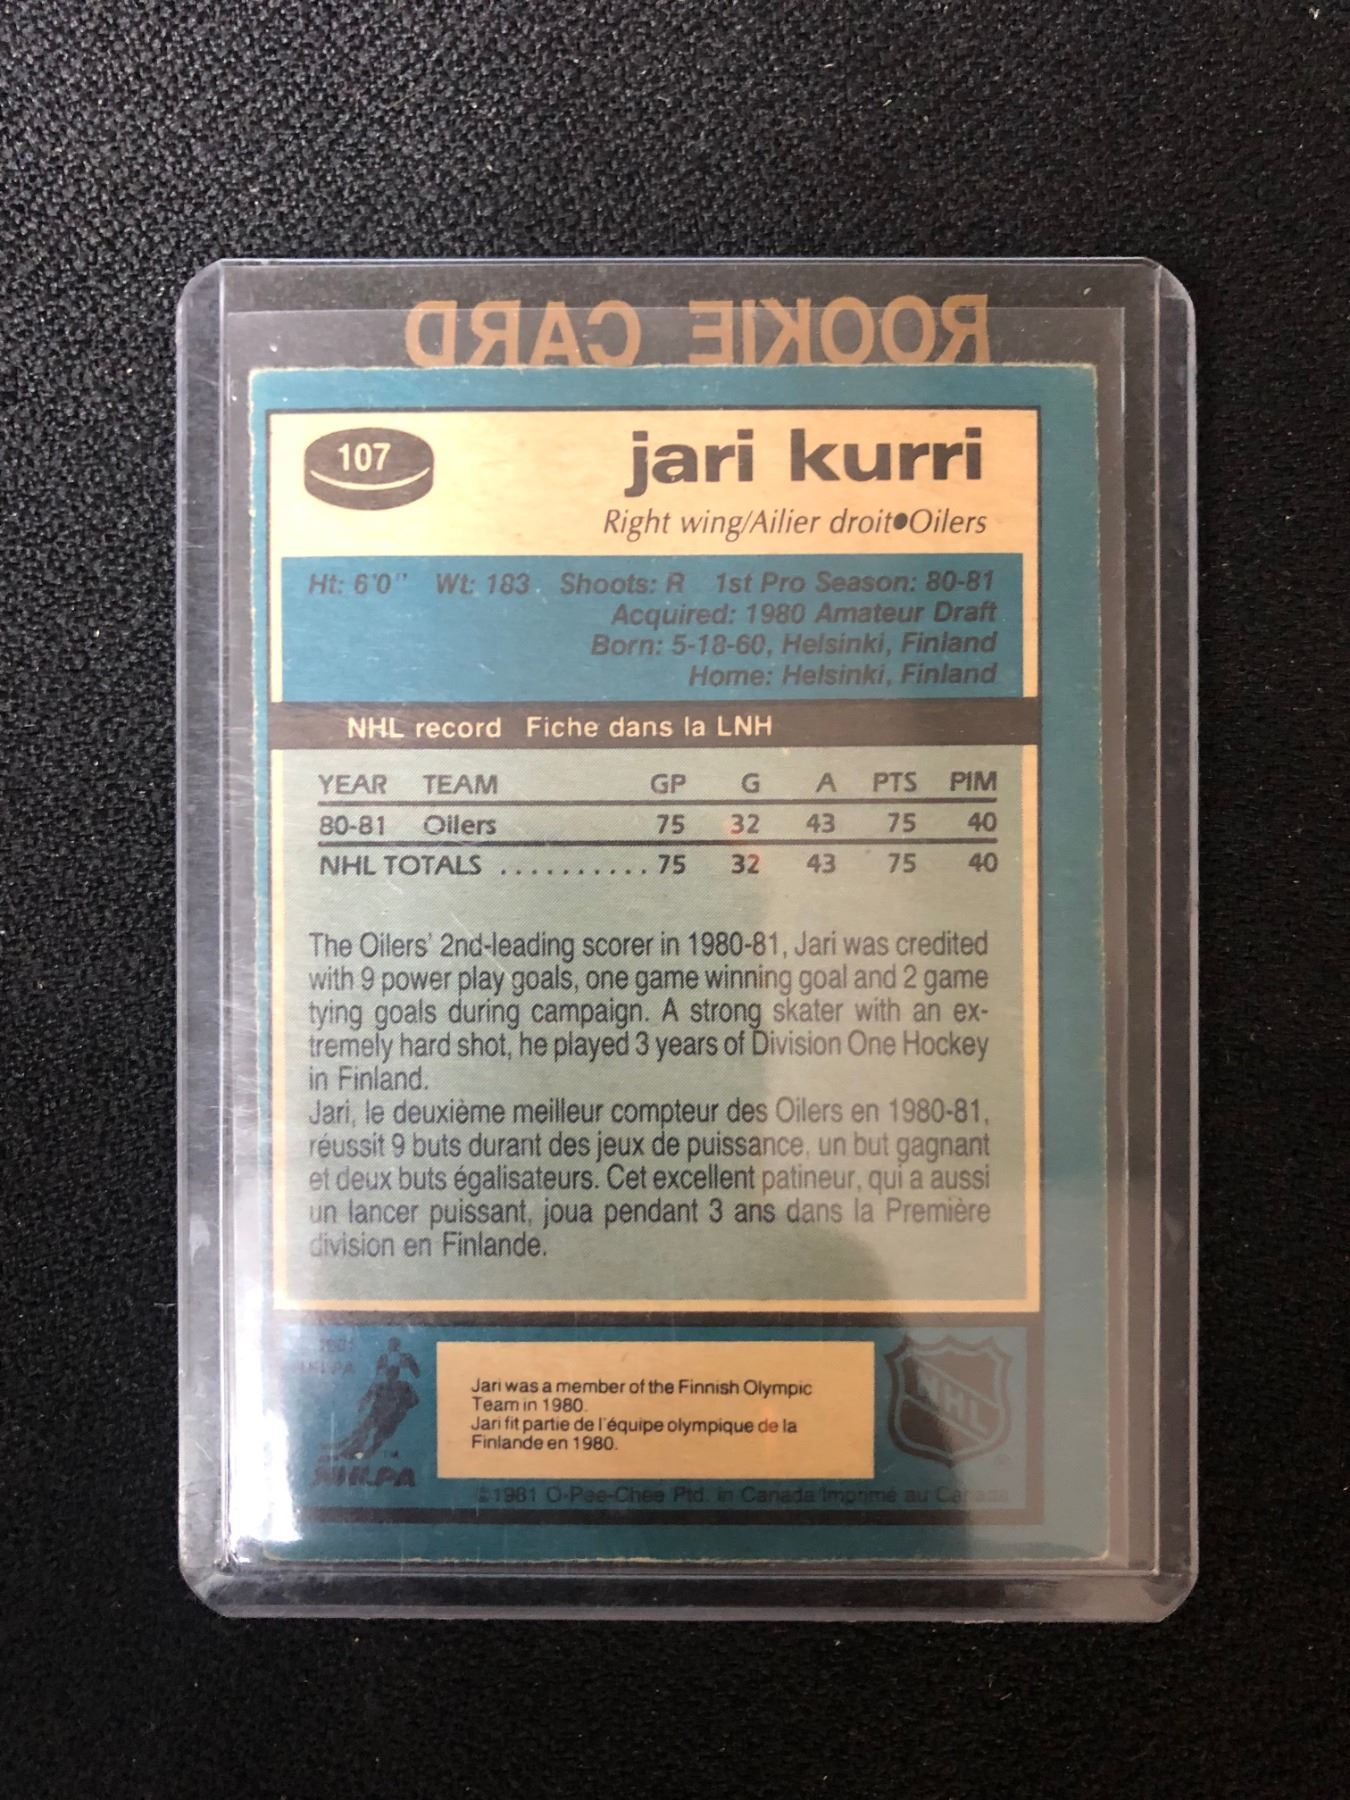 ROOKIE CARD
107
jari kurri
Right wing/Ailier droit•Oilers
Ht: 6'0" Wt: 183 Shoots: R 1st Pro Season: 80-81
Acquired: 1980 Amateur Draft
Born: 5-18-60, Helsinki, Finland
Home: Helsinki, Finland
NHL record Fiche dans la LNH
YEAR TEAM GP G A PTS PIM
80-81 Oilers 75 32 43 75 40
NHL TOTALS .......... 75 32 43 75 40
The Oilers' 2nd-leading scorer in 1980-81, Jari was credited
with 9 power play goals, one game winning goal and 2 game
tying goals during campaign. A strong skater with an ex-
tremely hard shot, he played 3 years of Division One Hockey
in Finland.
Jari, le deuxième meilleur compteur des Oilers en 1980-81,
réussit 9 buts durant des jeux de puissance, un but gagnant
et deux buts égalisateurs. Cet excellent patineur, qui a aussi
un lancer puissant, joua pendant 3 ans dans la Première
division en Finlande.
1981
NHLPA
TM
NHLPA
Jari was a member of the Finnish Olympic
Team in 1980.
Jari fit partie de l'équipe olympique de la
Finlande en 1980.
NHL
®
©1981 O-Pee-Chee Ptd. in Canada/Imprimé au Canada